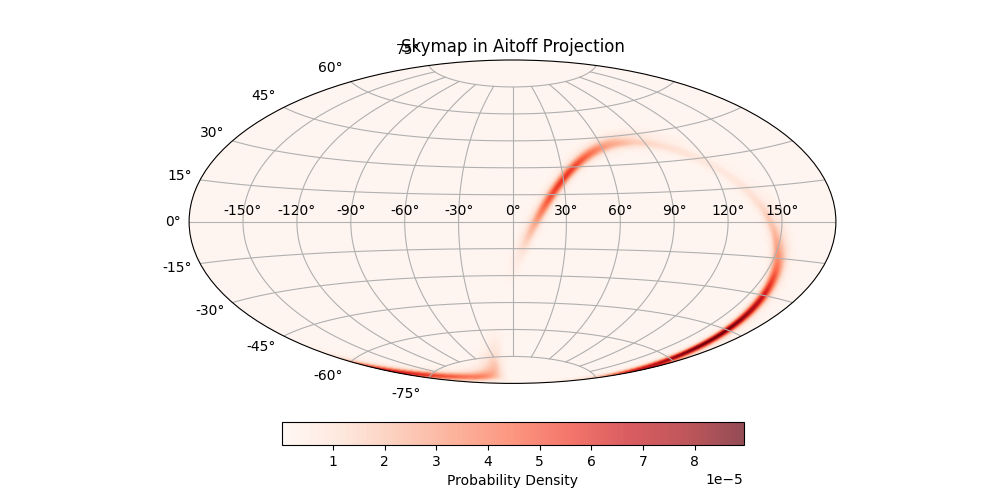 Skymap in Aitoff Projection
75°
60°
45°
30°
15°
-150° -120° -90° -60° -30° 0° 30° 60° 90° 120° 150°
0°
-15°
-30°
-45°
-60°
-75°
1 2 3 4 5 6 7 8
1e−5
Probability Density